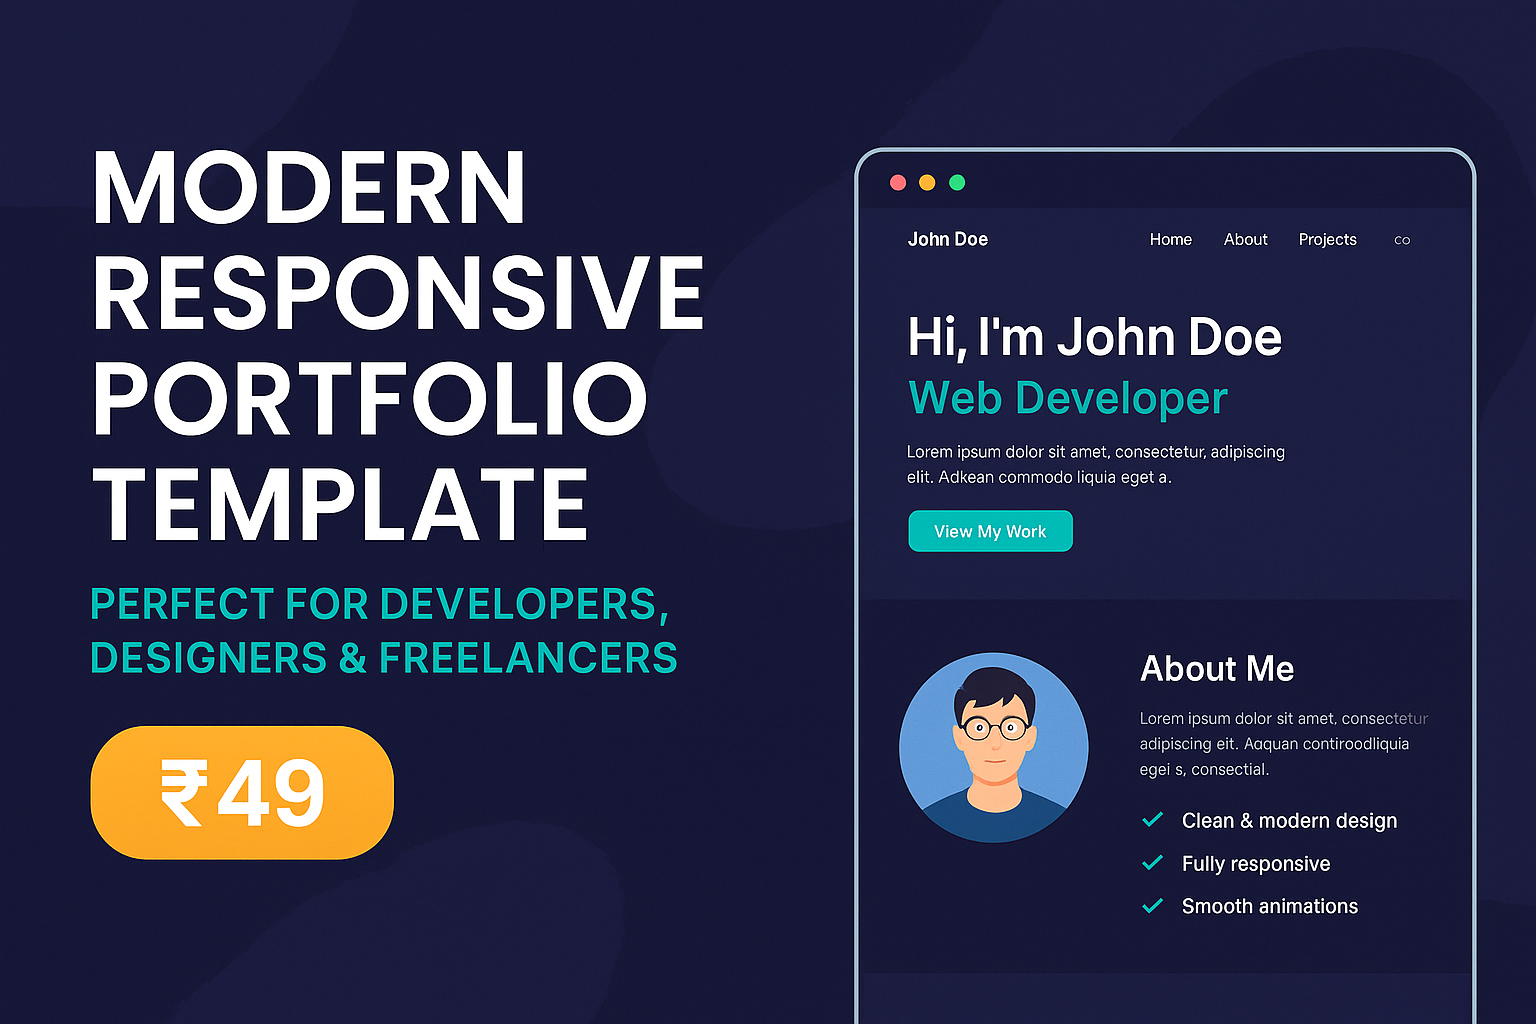 MODERN
RESPONSIVE
PORTFOLIO
TEMPLATE
PERFECT FOR DEVELOPERS,
DESIGNERS & FREELANCERS
₹49
John Doe Home About Projects CO
Hi, I'm John Doe
Web Developer
Lorem ipsum dolor sit amet, consectetur, adipiscing
elit. Adkean commodo liquia eget a.
View My Work
About Me
Lorem ipsum dolor sit amet, consectetur
adipiscing eit. Aaquan contiroodliquia
egei s, consectial.
Clean & modern design
Fully responsive
Smooth animations